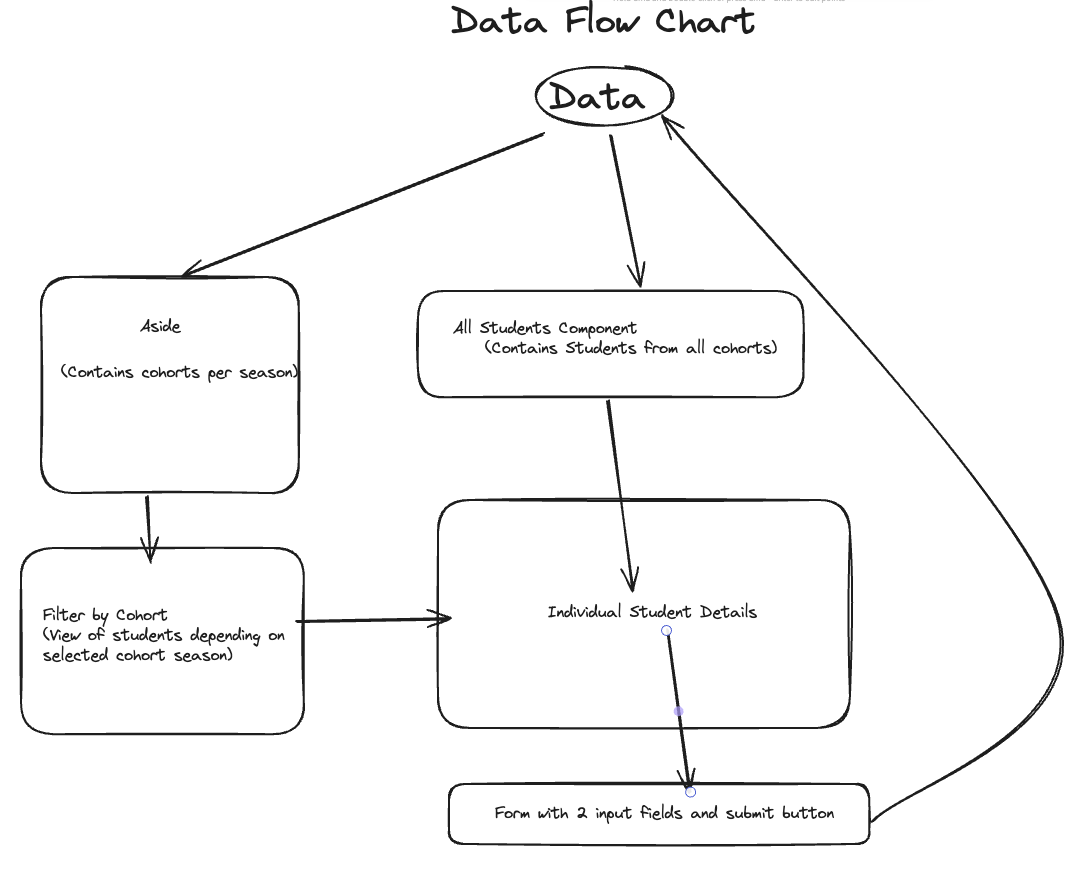 Data Flow Chart
Data
Aside
(Contains cohorts per season)
All Students Component
(Contains Students from all cohorts)
Filter by Cohort
(View of students depending on
selected cohort season)
Individual Student Details
Form with 2 input fields and submit button